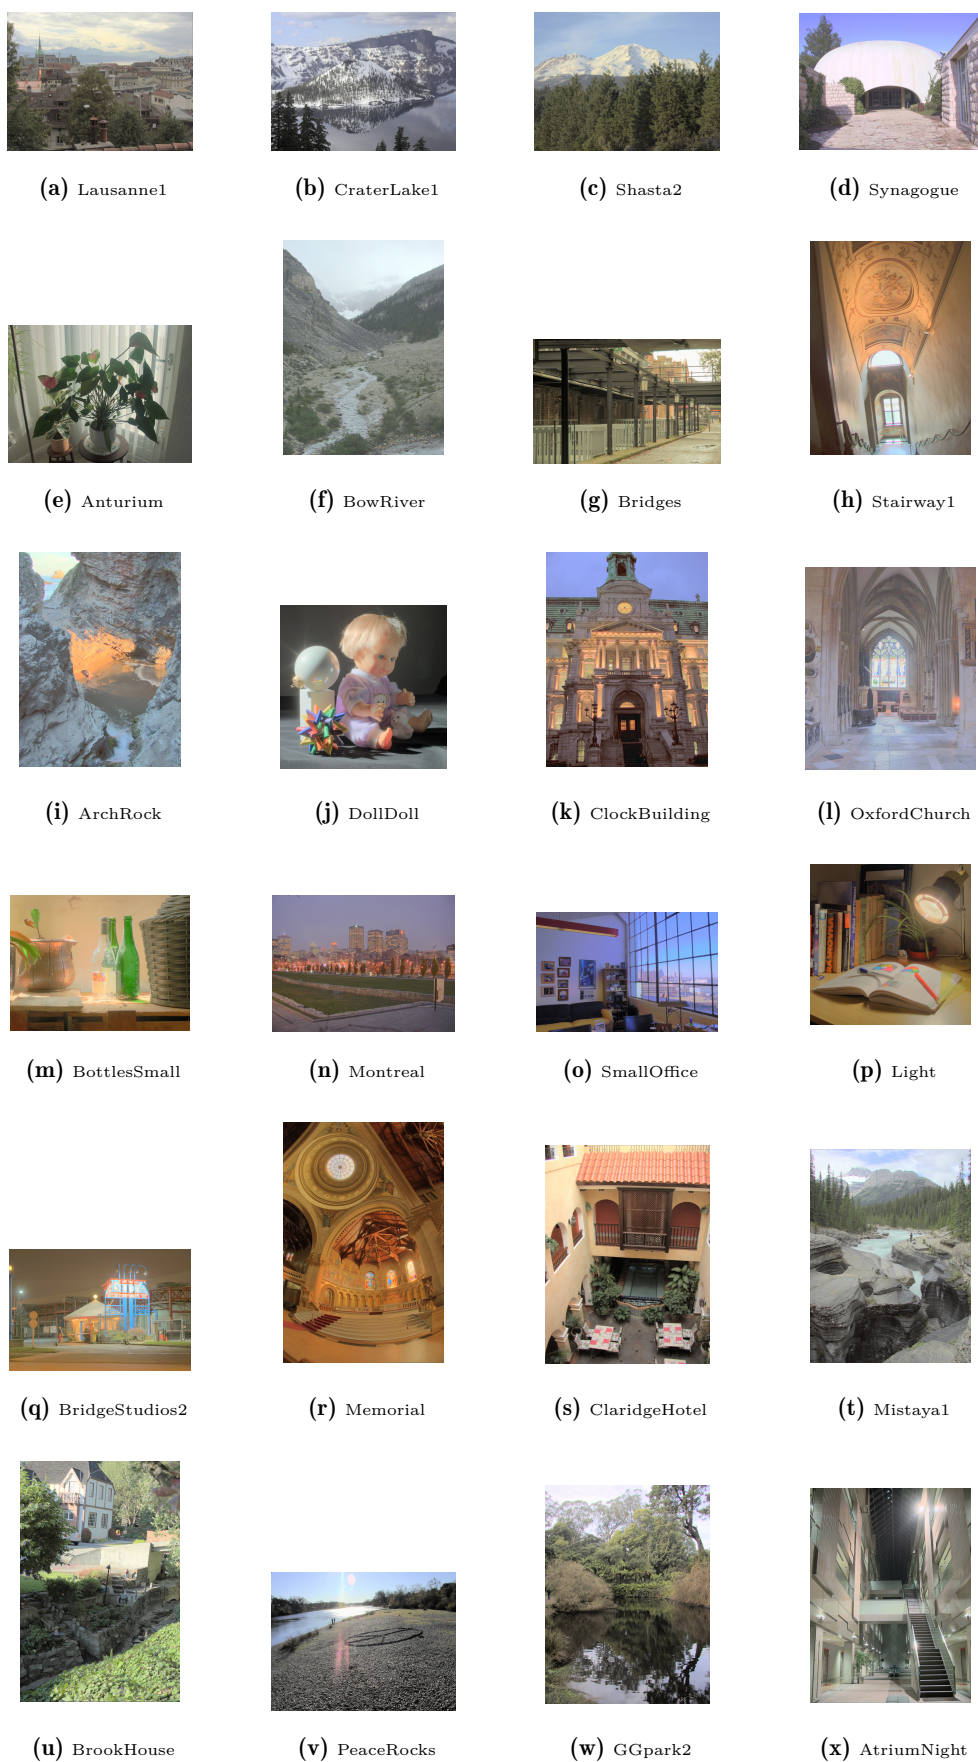 (a) Lausanne1
(b) CraterLake1
(c) Shasta2
(d) Synagogue
(e) Anturium
(f) BowRiver
(g) Bridges
(h) Stairway1
(i) ArchRock
(j) DollDoll
(k) ClockBuilding
(l) OxfordChurch
(m) BottlesSmall
(n) Montreal
(o) SmallOffice
(p) Light
(q) BridgeStudios2
(r) Memorial
(s) ClaridgeHotel
(t) Mistaya1
(u) BrookHouse
(v) PeaceRocks
(w) GGpark2
(x) AtriumNight